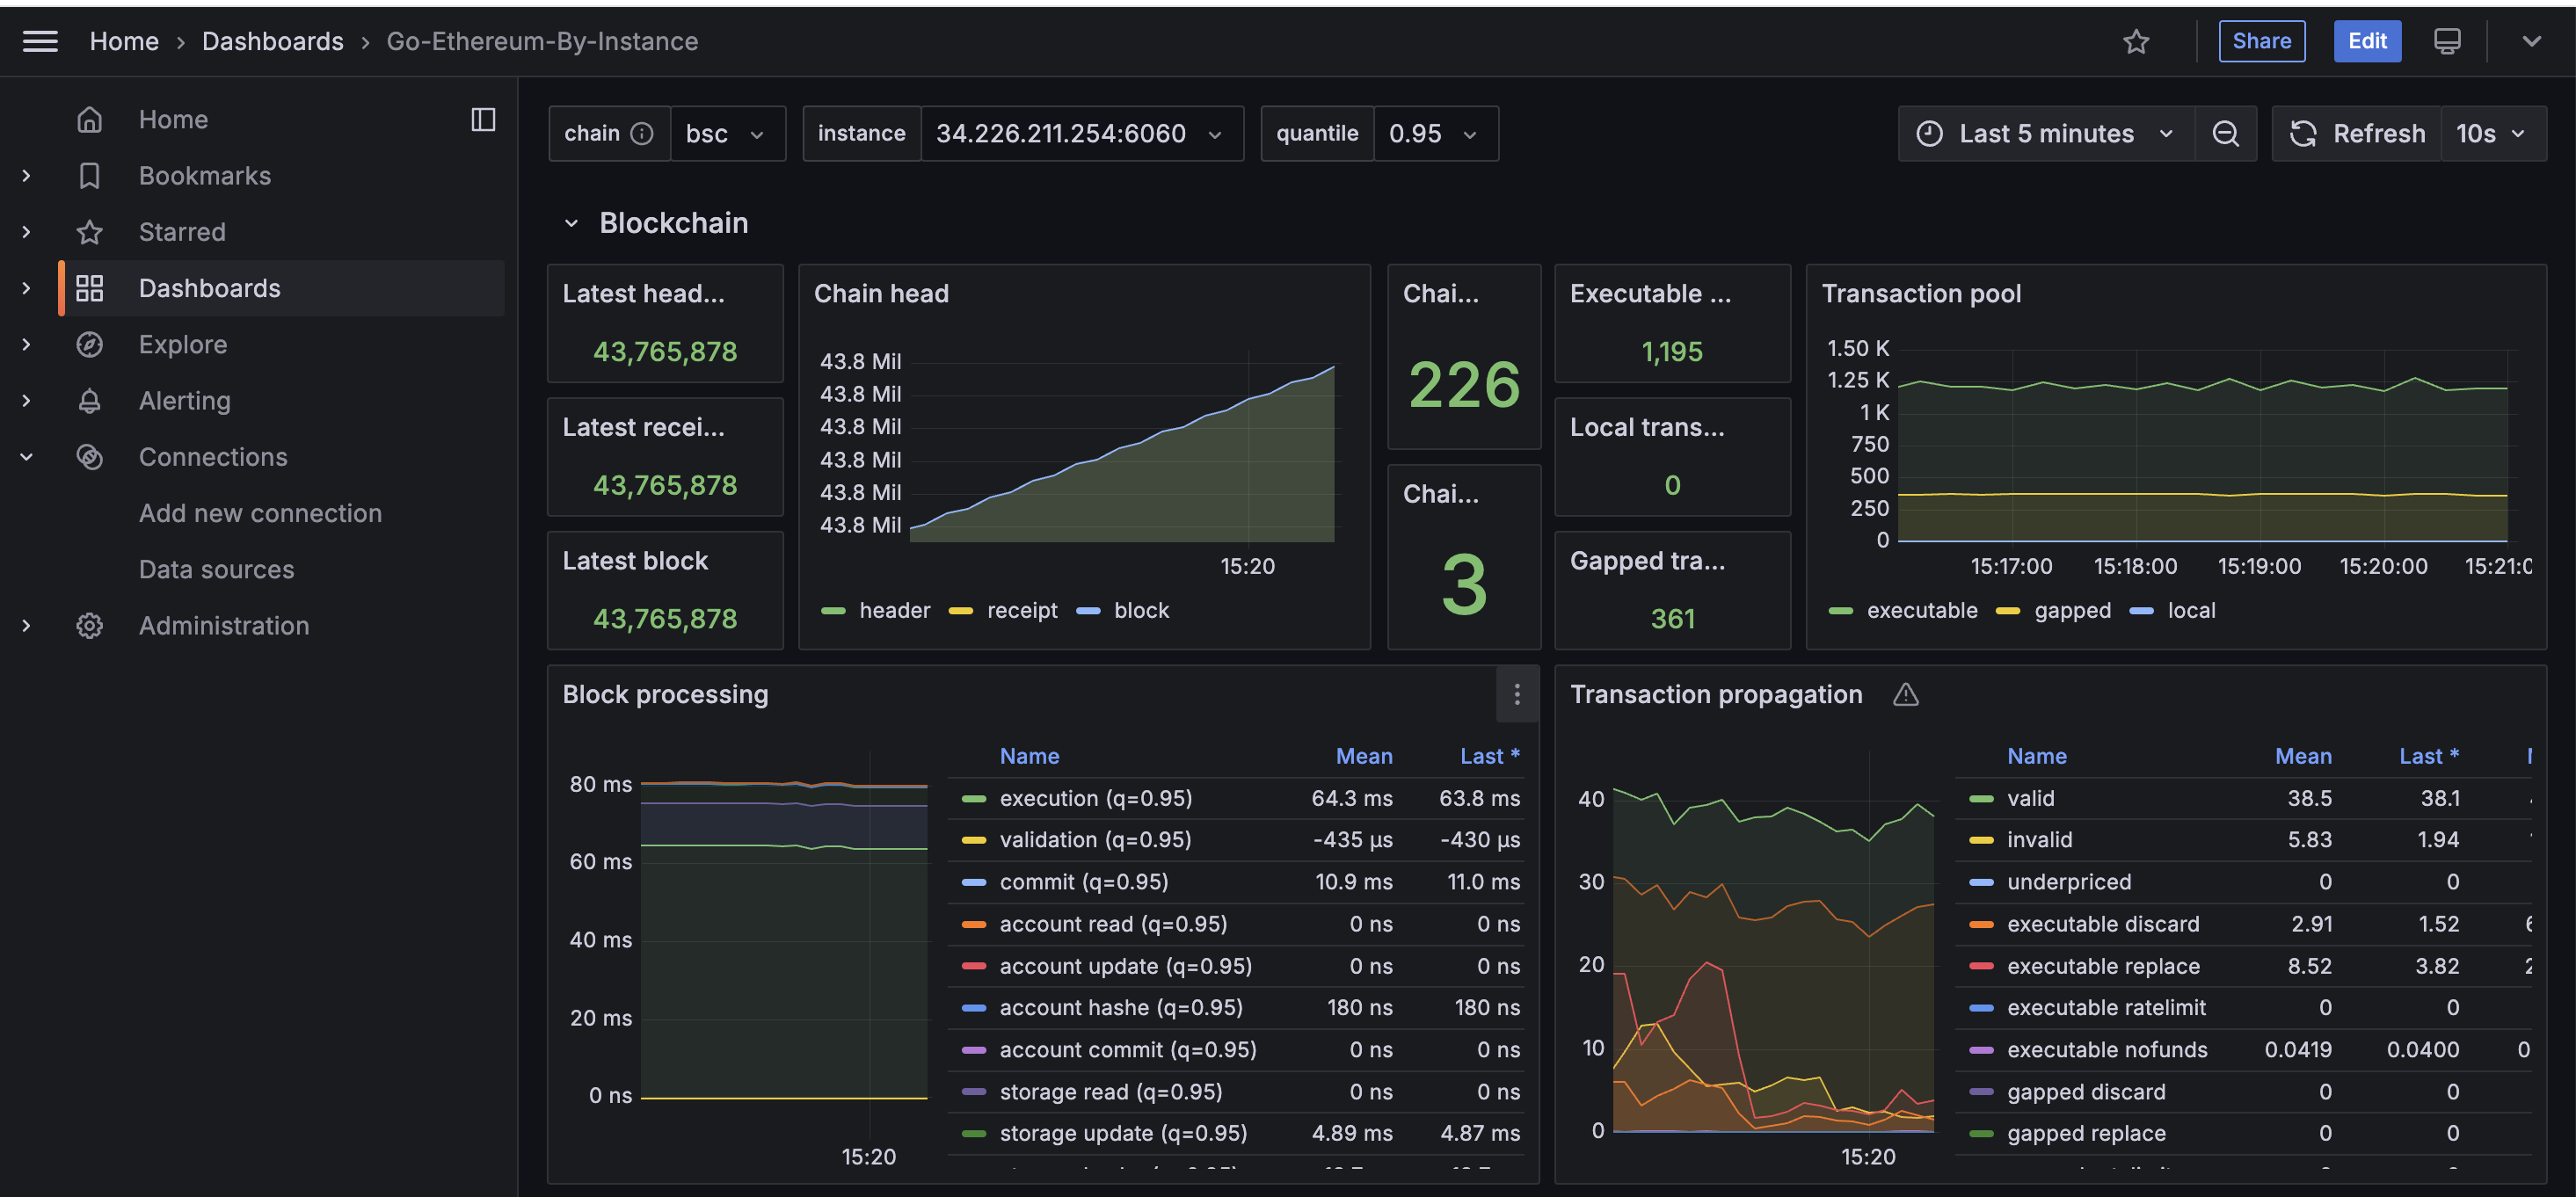 Home › Dashboards › Go-Ethereum-By-Instance
Share
Edit
Home
Bookmarks
Starred
Dashboards
Explore
Alerting
Connections
Add new connection
Data sources
Administration
chain bsc
instance 34.226.211.254:6060
quantile 0.95
Last 5 minutes
Refresh 10s
Blockchain
Latest head...
43,765,878
Latest recei...
43,765,878
Latest block
43,765,878
Chain head
43.8 Mil
43.8 Mil
43.8 Mil
43.8 Mil
43.8 Mil
43.8 Mil
15:20
header receipt block
Chai...
226
Chai...
3
Executable ...
1,195
Local trans...
0
Gapped tra...
361
Transaction pool
1.50 K
1.25 K
1 K
750
500
250
0
15:17:00 15:18:00 15:19:00 15:20:00 15:21:0
executable gapped local
Block processing
80 ms
60 ms
40 ms
20 ms
0 ns
15:20
Name Mean Last *
execution (q=0.95) 64.3 ms 63.8 ms
validation (q=0.95) -435 µs -430 µs
commit (q=0.95) 10.9 ms 11.0 ms
account read (q=0.95) 0 ns 0 ns
account update (q=0.95) 0 ns 0 ns
account hashe (q=0.95) 180 ns 180 ns
account commit (q=0.95) 0 ns 0 ns
storage read (q=0.95) 0 ns 0 ns
storage update (q=0.95) 4.89 ms 4.87 ms
Transaction propagation
40
30
20
10
0
15:20
Name Mean Last *
valid 38.5 38.1
invalid 5.83 1.94
underpriced 0 0
executable discard 2.91 1.52
executable replace 8.52 3.82
executable ratelimit 0 0
executable nofunds 0.0419 0.0400 0
gapped discard 0 0
gapped replace 0 0